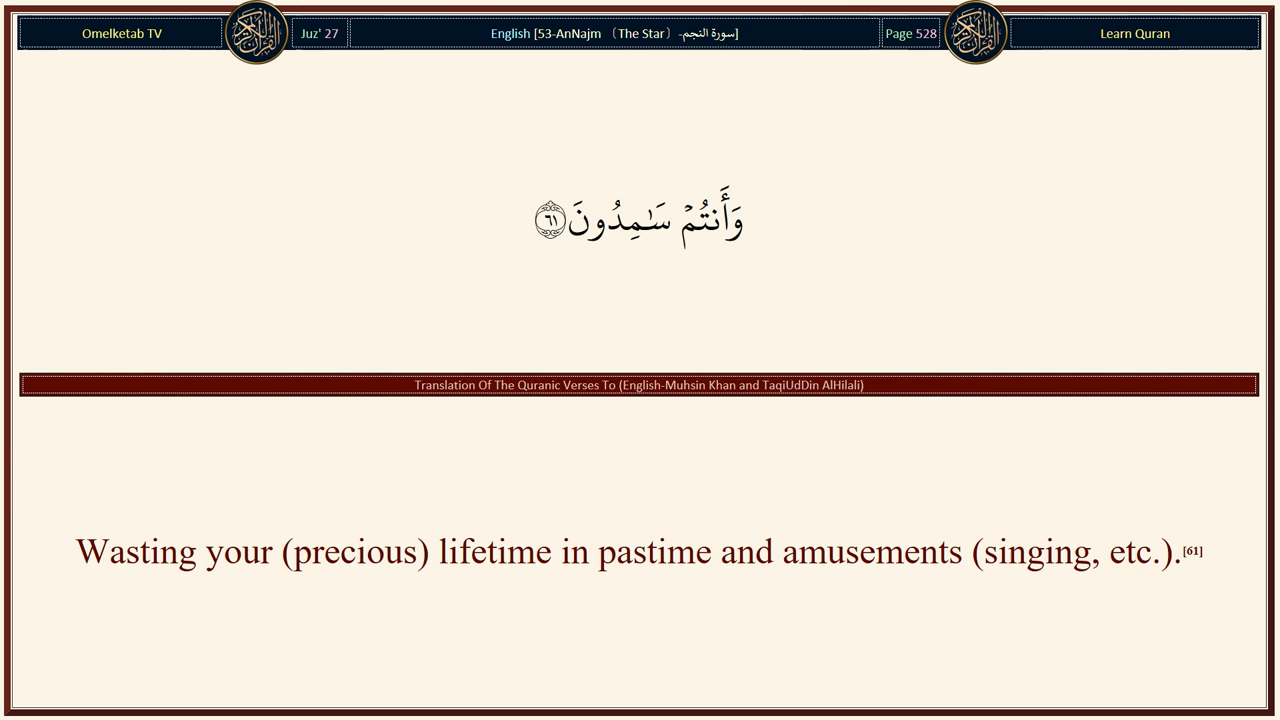 Omelketab TV
Juz' 27
English [53-AnNajm （The Star）-سورة النجم]
Page 528
Learn Quran
وَأَنتُمۡ سَٰمِدُونَ ٦١
Translation Of The Quranic Verses To (English-Muhsin Khan and TaqiUdDin AlHilali)
Wasting your (precious) lifetime in pastime and amusements (singing, etc.).[61]